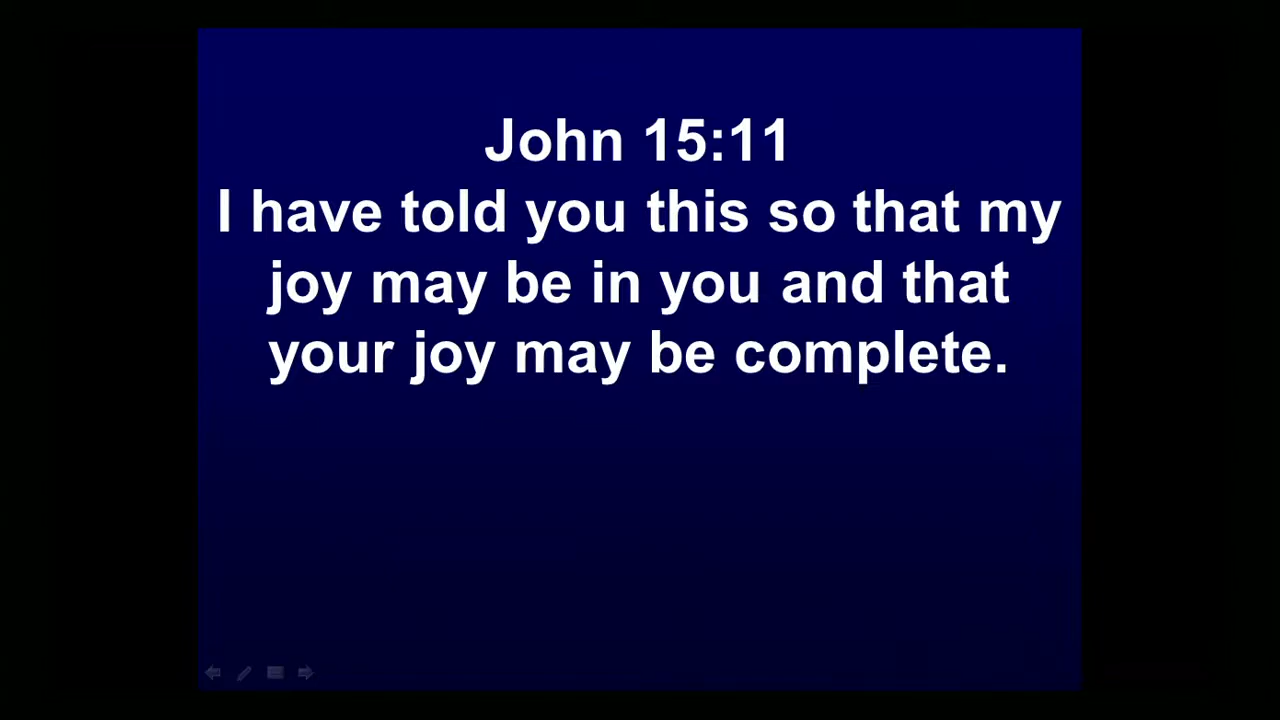 John 15:11
I have told you this so that my
joy may be in you and that
your joy may be complete.